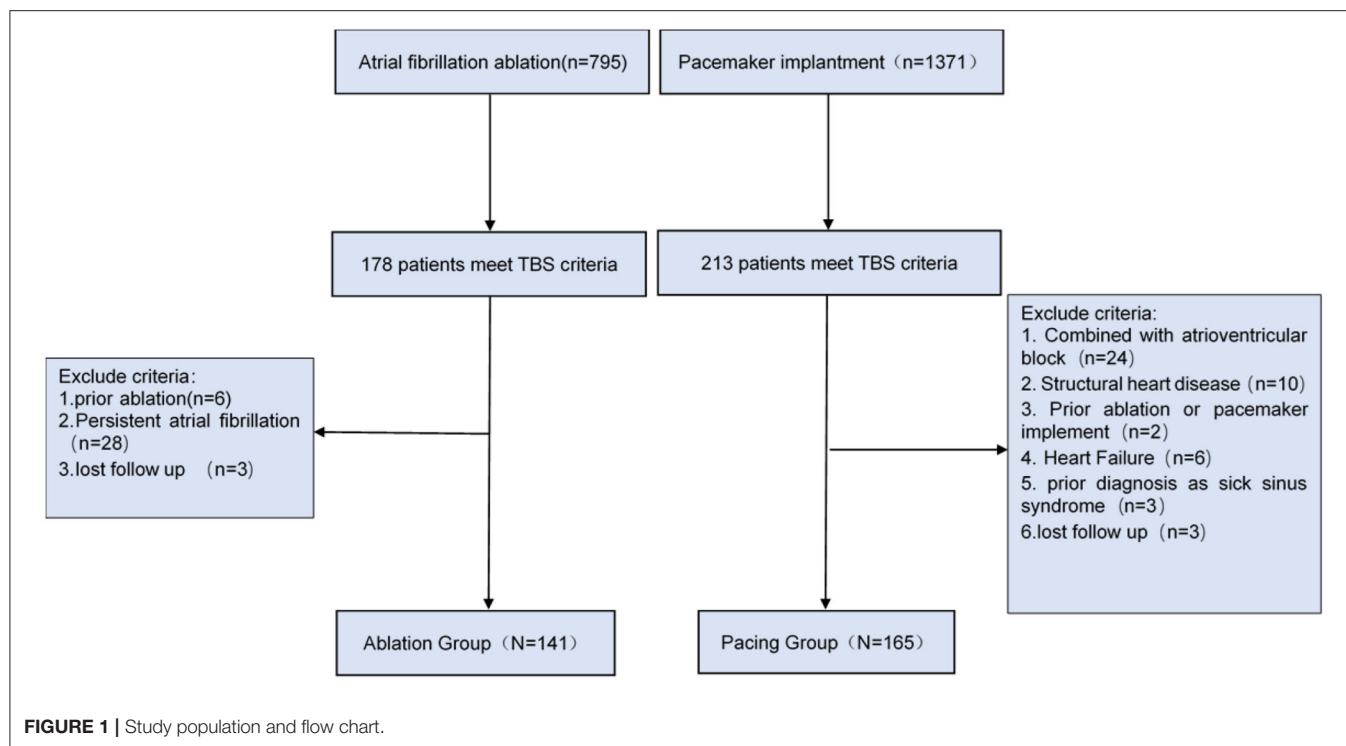 Atrial fibrillation ablation(n=795)
Pacemaker implantment（n=1371）
178 patients meet TBS criteria
213 patients meet TBS criteria
Exclude criteria:
1.prior ablation(n=6)
2.Persistent atrial fibrillation
（n=28）
3.lost follow up （n=3）
Exclude criteria:
1. Combined with atrioventricular
block（n=24）
2. Structural heart disease（n=10）
3. Prior ablation or pacemaker
implement（n=2）
4. Heart Failure（n=6）
5. prior diagnosis as sick sinus
syndrome（n=3）
6.lost follow up（n=3）
Ablation Group（N=141）
Pacing Group（N=165）
FIGURE 1 | Study population and flow chart.